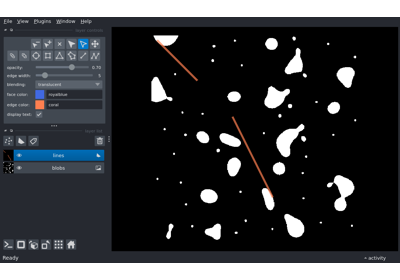 File View Plugins Window Help
opacity: 0.70
edge width: 5
blending: translucent
face color: royalblue
edge color: coral
display text:
lines
blobs
Ready
activity